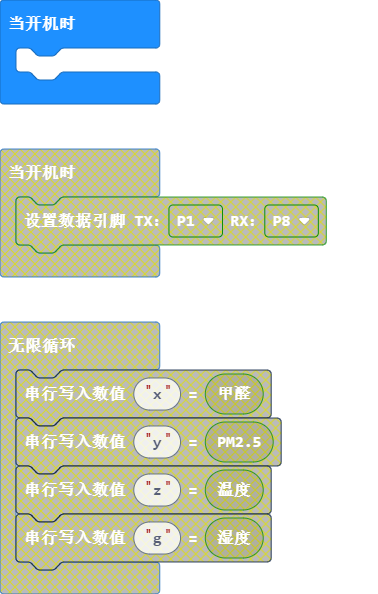 当开机时
当开机时
设置数据引脚 TX: P1 RX: P8
无限循环
串行写入数值 "x" = 甲醛
串行写入数值 "y" = PM2.5
串行写入数值 "z" = 温度
串行写入数值 "g" = 湿度